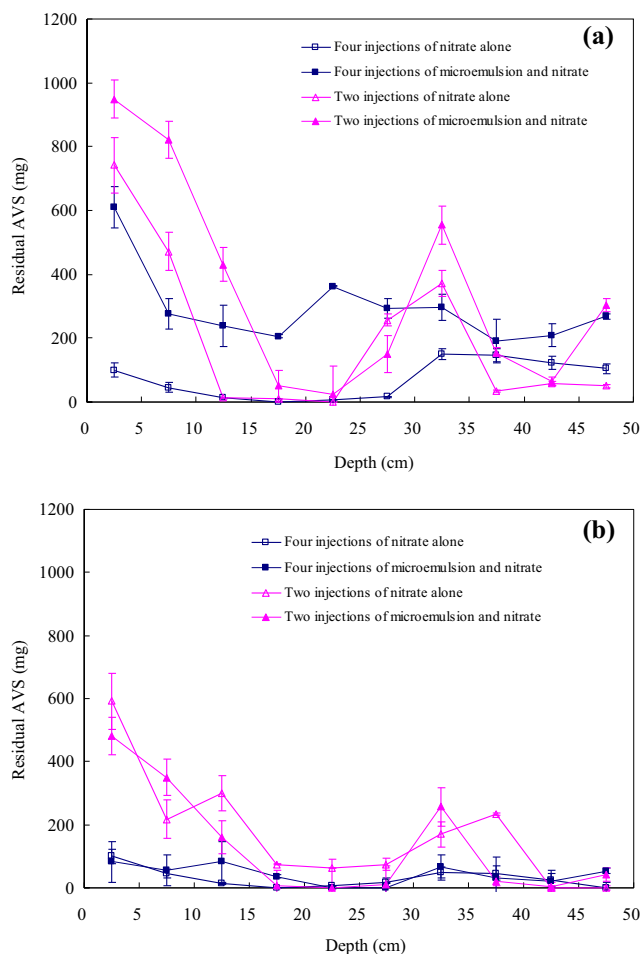 (a)
Four injections of nitrate alone
Four injections of microemulsion and nitrate
Two injections of nitrate alone
Two injections of microemulsion and nitrate
Residual AVS (mg)
1200
1000
800
600
400
200
0
0 5 10 15 20 25 30 35 40 45 50
Depth (cm)
(b)
Four injections of nitrate alone
Four injections of microemulsion and nitrate
Two injections of nitrate alone
Two injections of microemulsion and nitrate
Residual AVS (mg)
1200
1000
800
600
400
200
0
0 5 10 15 20 25 30 35 40 45 50
Depth (cm)